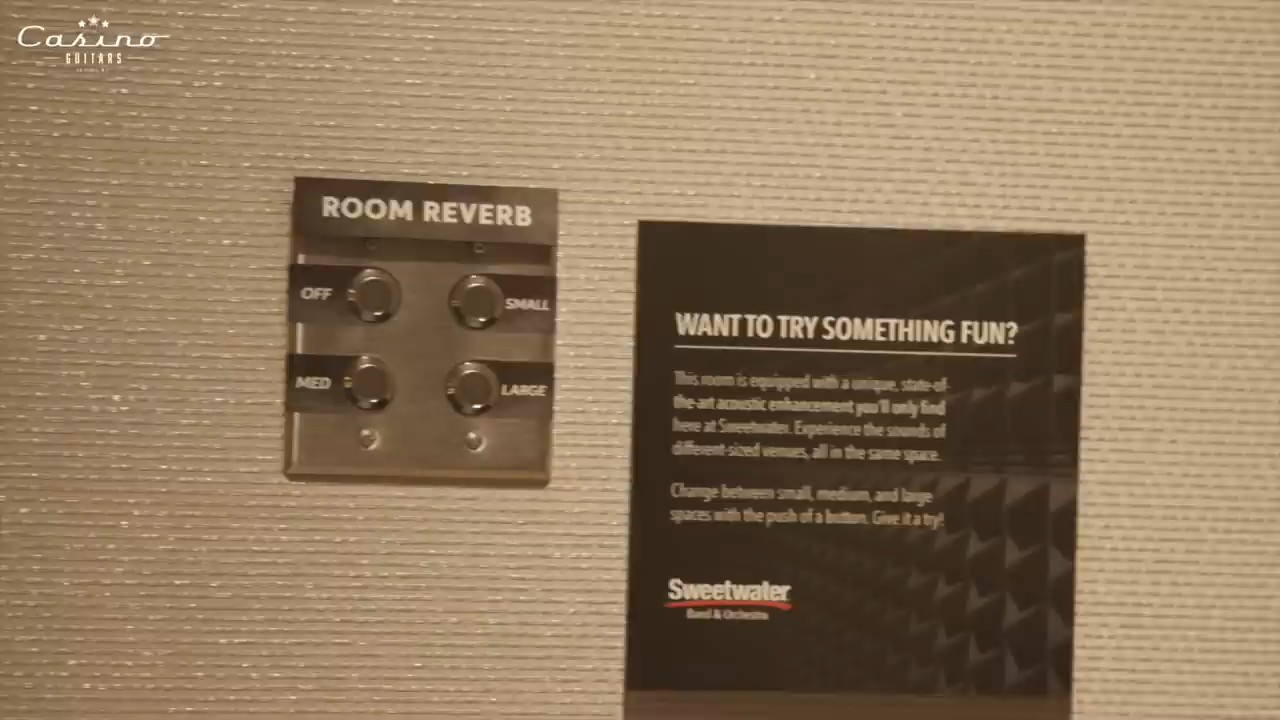 Casino
GUITARS
ROOM REVERB
OFF
SMALL
MED
LARGE
WANT TO TRY SOMETHING FUN?
This room is equipped with a unique, state-of-
the-art acoustic enhancement you'll only find
here at Sweetwater. Experience the sounds of
different-sized venues, all in the same space.
Change between small, medium, and large
spaces with the push of a button. Give it a try!
Sweetwater
Band & Orchestra